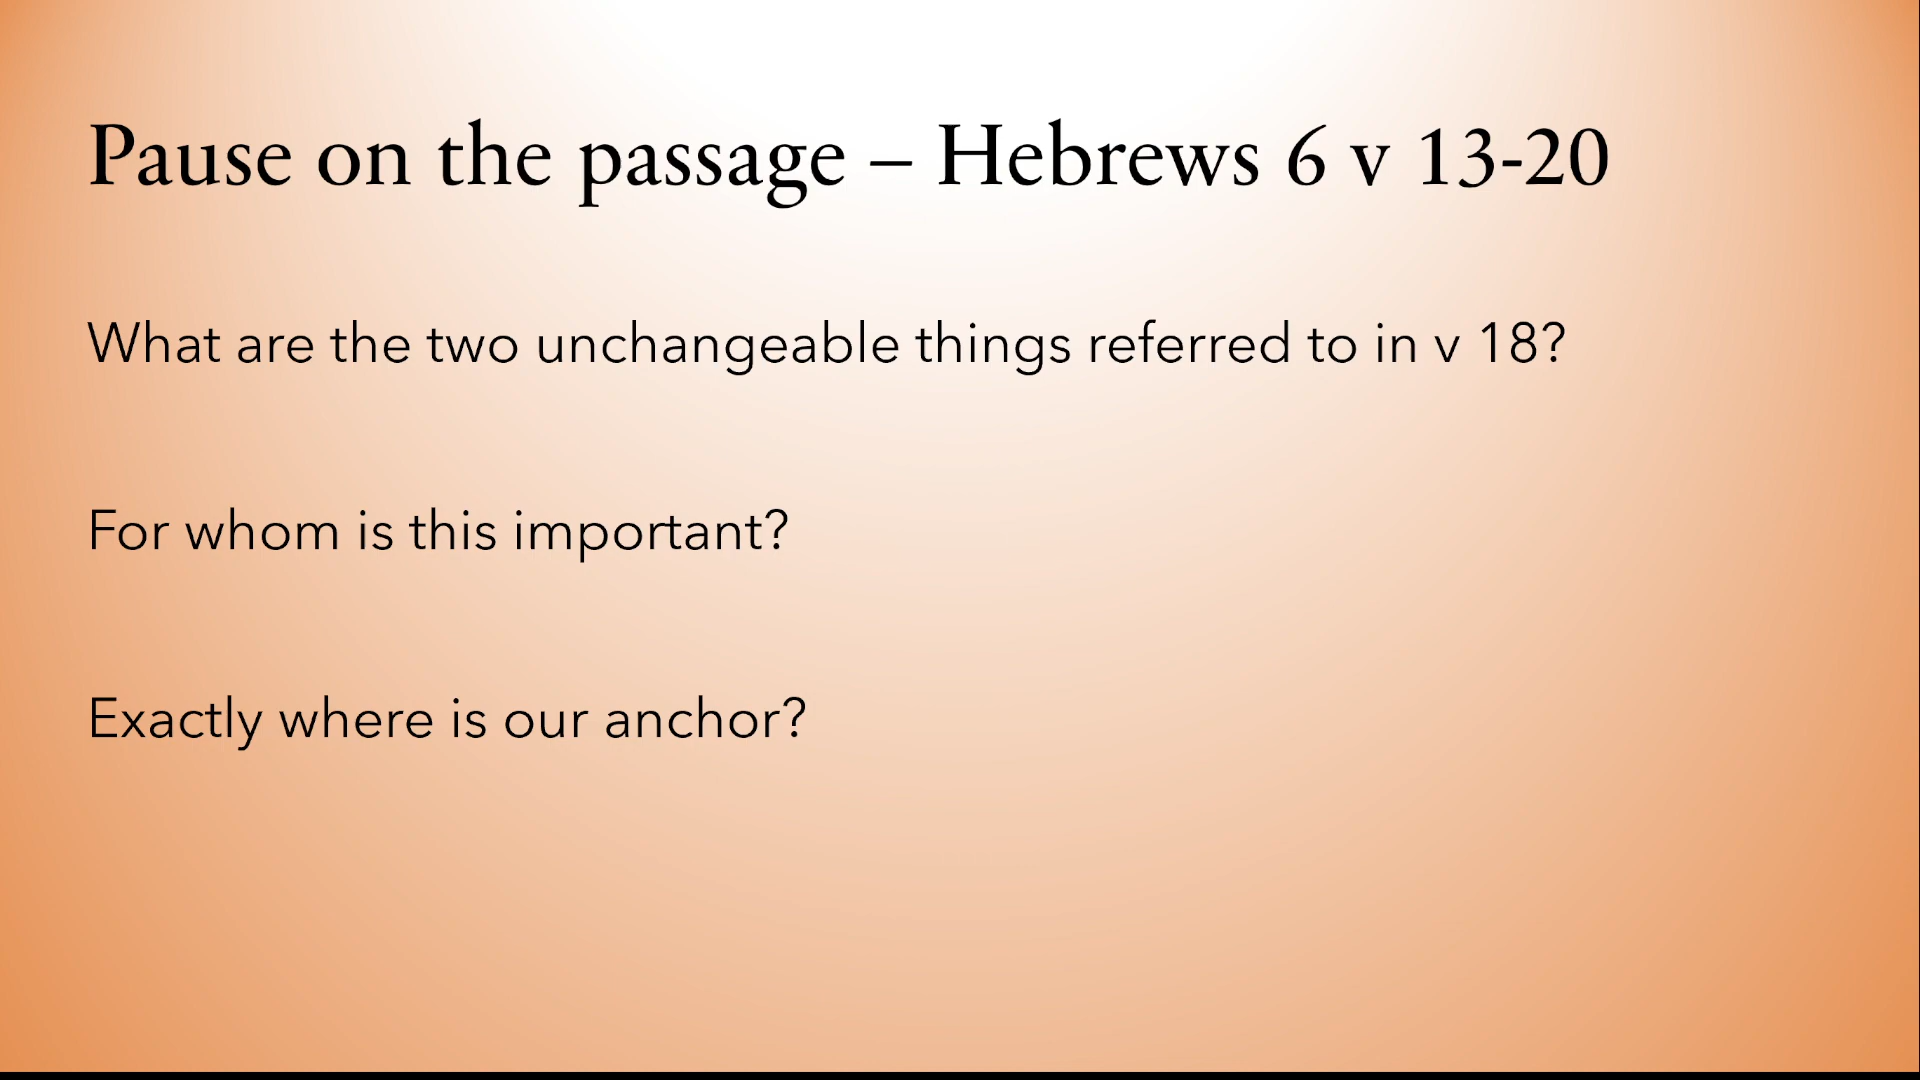 Pause on the passage – Hebrews 6 v 13-20
What are the two unchangeable things referred to in v 18?
For whom is this important?
Exactly where is our anchor?